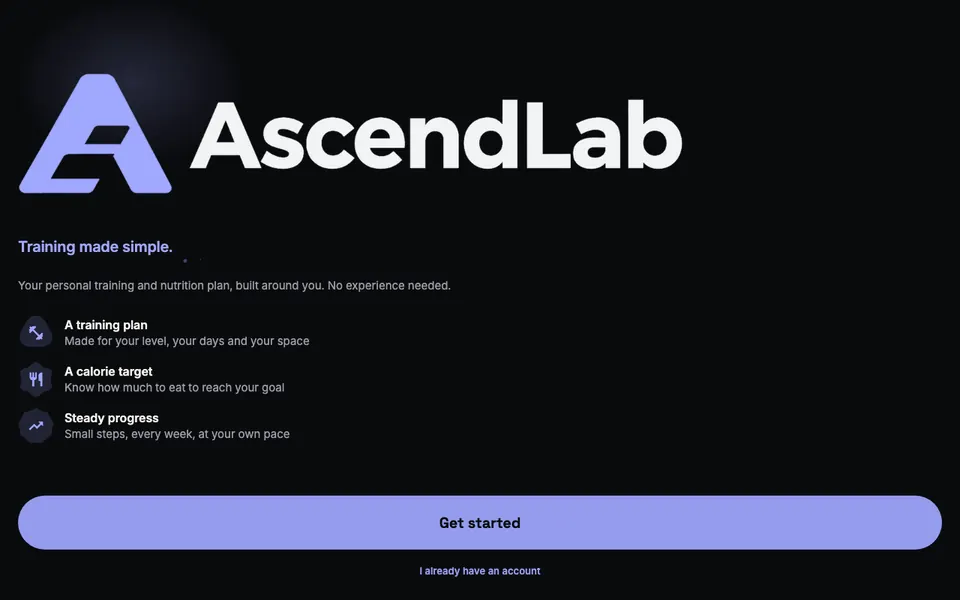 AscendLab
Training made simple.
Your personal training and nutrition plan, built around you. No experience needed.
A training plan
Made for your level, your days and your space
A calorie target
Know how much to eat to reach your goal
Steady progress
Small steps, every week, at your own pace
Get started
I already have an account